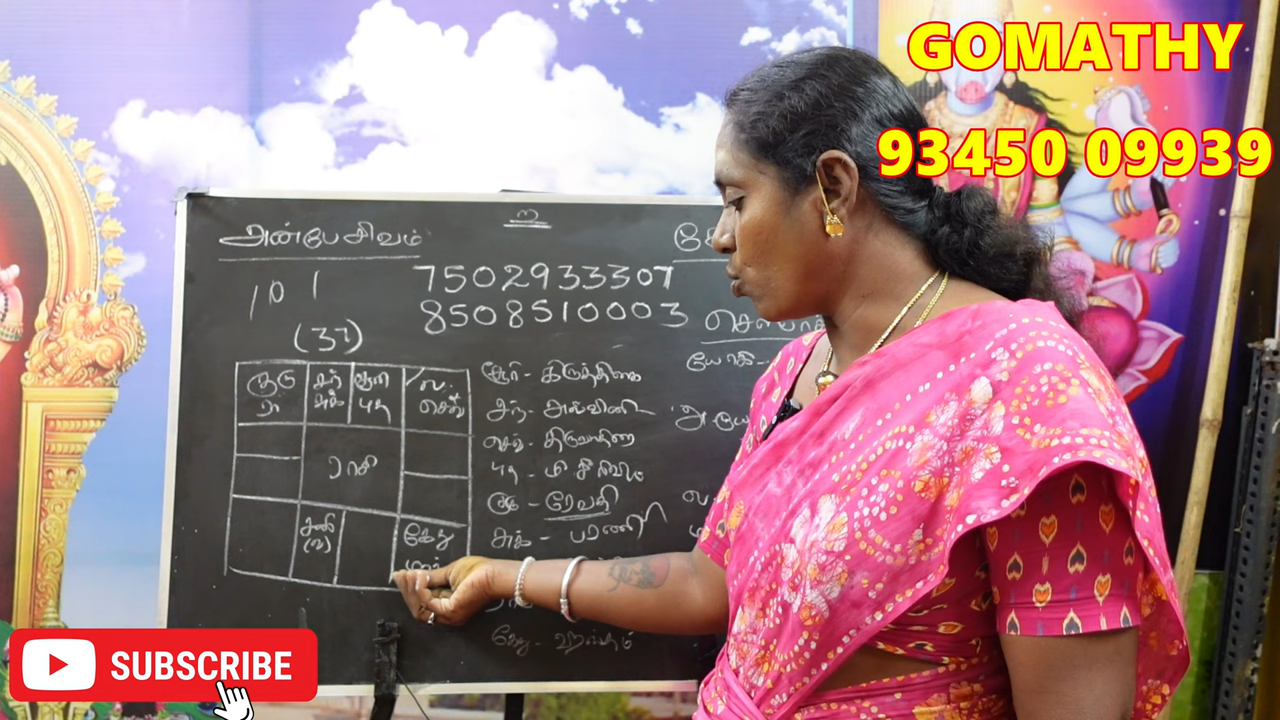 GOMATHY
93450 09939
உ
அன்பே சிவம்
101
7502933307
8508510003
(37)
குரு
ரா
சந்
சுக்
சூரி
புத
ல.
செவ்
ராசி
சனி
(வ)
கேது
சூரி - கிருத்திகை
சந் - அஸ்வினி
செவ் - திருவாதிரை
புத - மிருகசீரிஷம்
குரு - ரேவதி
சுக் - பரணி
கேது - ஹஸ்தம்
யோகி -
SUBSCRIBE